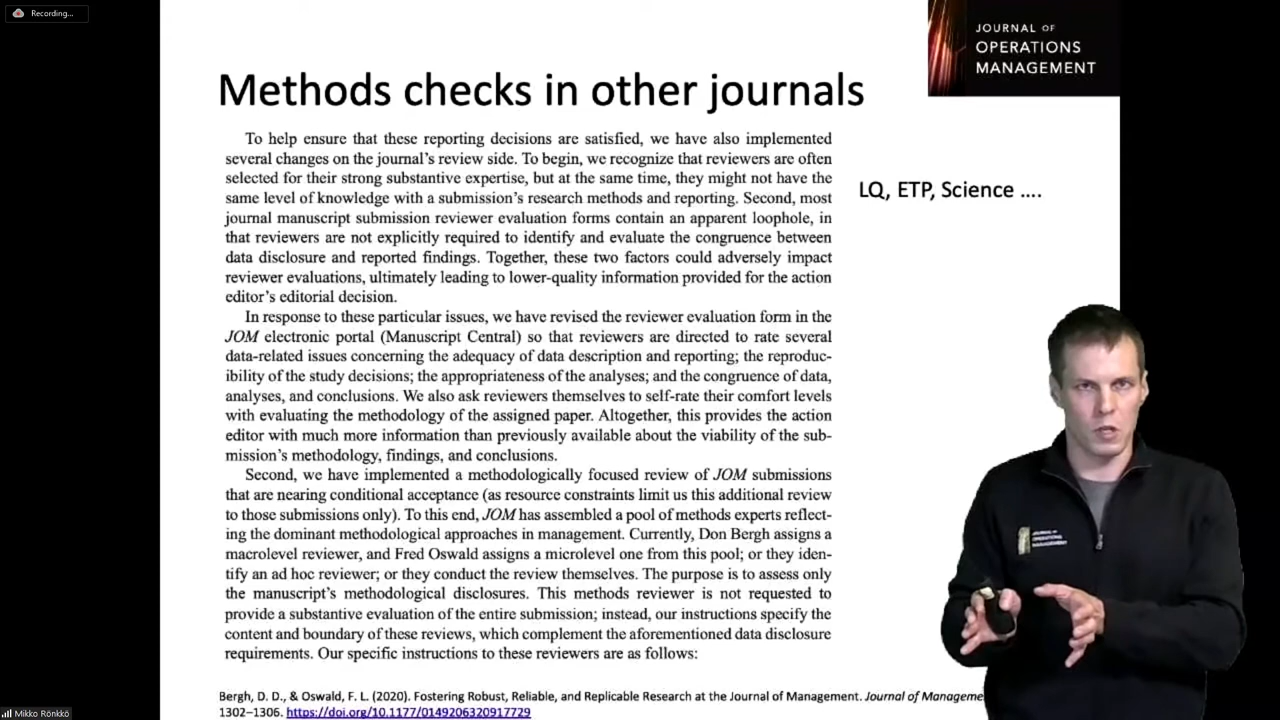 Recording...
JOURNAL OF
OPERATIONS
MANAGEMENT
Methods checks in other journals
To help ensure that these reporting decisions are satisfied, we have also implemented
several changes on the journal's review side. To begin, we recognize that reviewers are often
selected for their strong substantive expertise, but at the same time, they might not have the
same level of knowledge with a submission's research methods and reporting. Second, most
journal manuscript submission reviewer evaluation forms contain an apparent loophole, in
that reviewers are not explicitly required to identify and evaluate the congruence between
data disclosure and reported findings. Together, these two factors could adversely impact
reviewer evaluations, ultimately leading to lower-quality information provided for the action
editor's editorial decision.
In response to these particular issues, we have revised the reviewer evaluation form in the
JOM electronic portal (Manuscript Central) so that reviewers are directed to rate several
data-related issues concerning the adequacy of data description and reporting; the reproduc-
ibility of the study decisions; the appropriateness of the analyses; and the congruence of data,
analyses, and conclusions. We also ask reviewers themselves to self-rate their comfort levels
with evaluating the methodology of the assigned paper. Altogether, this provides the action
editor with much more information than previously available about the viability of the sub-
mission's methodology, findings, and conclusions.
Second, we have implemented a methodologically focused review of JOM submissions
that are nearing conditional acceptance (as resource constraints limit us this additional review
to those submissions only). To this end, JOM has assembled a pool of methods experts reflect-
ing the dominant methodological approaches in management. Currently, Don Bergh assigns a
macrolevel reviewer, and Fred Oswald assigns a microlevel one from this pool; or they iden-
tify an ad hoc reviewer; or they conduct the review themselves. The purpose is to assess only
the manuscript's methodological disclosures. This methods reviewer is not requested to
provide a substantive evaluation of the entire submission; instead, our instructions specify the
content and boundary of these reviews, which complement the aforementioned data disclosure
requirements. Our specific instructions to these reviewers are as follows:
LQ, ETP, Science ....
JOURNAL OF
OPERATIONS
MANAGEMENT
Bergh, D. D., & Oswald, F. L. (2020). Fostering Robust, Reliable, and Replicable Research at the Journal of Management. Journal of Manageme
1302–1306. https://doi.org/10.1177/0149206320917729
Mikko Rönkkö